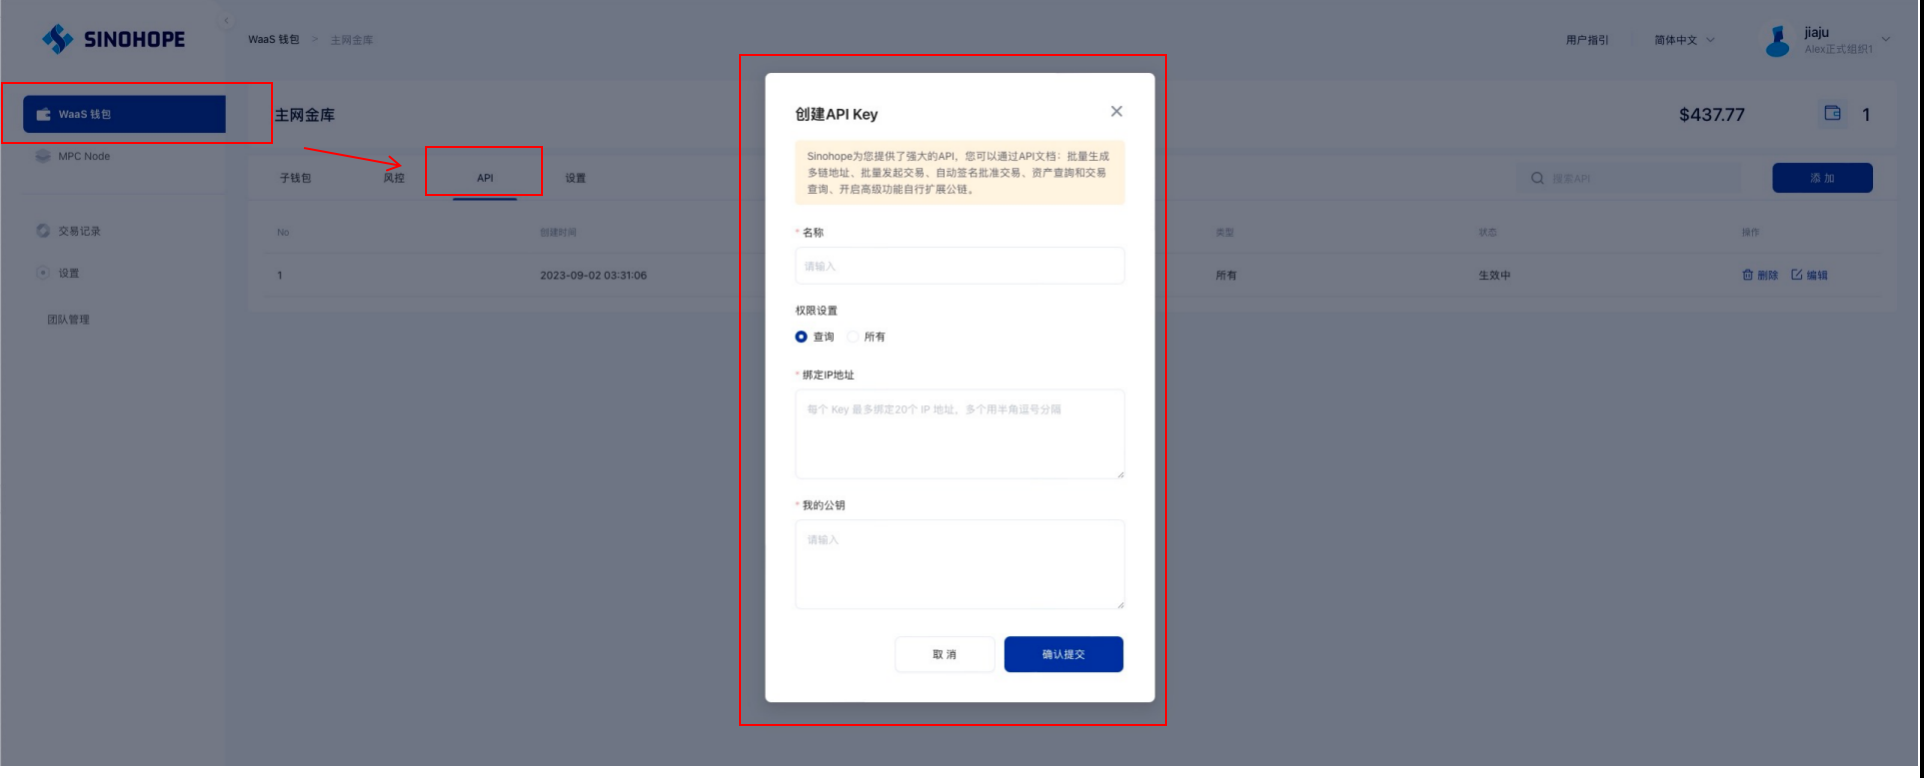 SINOHOPE
WaaS 钱包 > 主网金库
用户指引
简体中文
jiaju
Alex正式组织1
WaaS 钱包
MPC Node
交易记录
设置
团队管理
主网金库
$437.77
1
子钱包 风控 API 设置
搜索API
添 加
No 创建时间 类型 状态 操作
1 2023-09-02 03:31:06 所有 生效中 删除 编辑
创建API Key
Sinohope为您提供了强大的API，您可以通过API文档：批量生成
多链地址、批量发起交易、自动签名批准交易、资产查詢和交易
查询、开启高级功能自行扩展公链。
* 名称
请输入
权限设置
查询 所有
* 绑定IP地址
每个 Key 最多绑定20个 IP 地址，多个用半角逗号分隔
* 我的公钥
请输入
取 消
确认提交